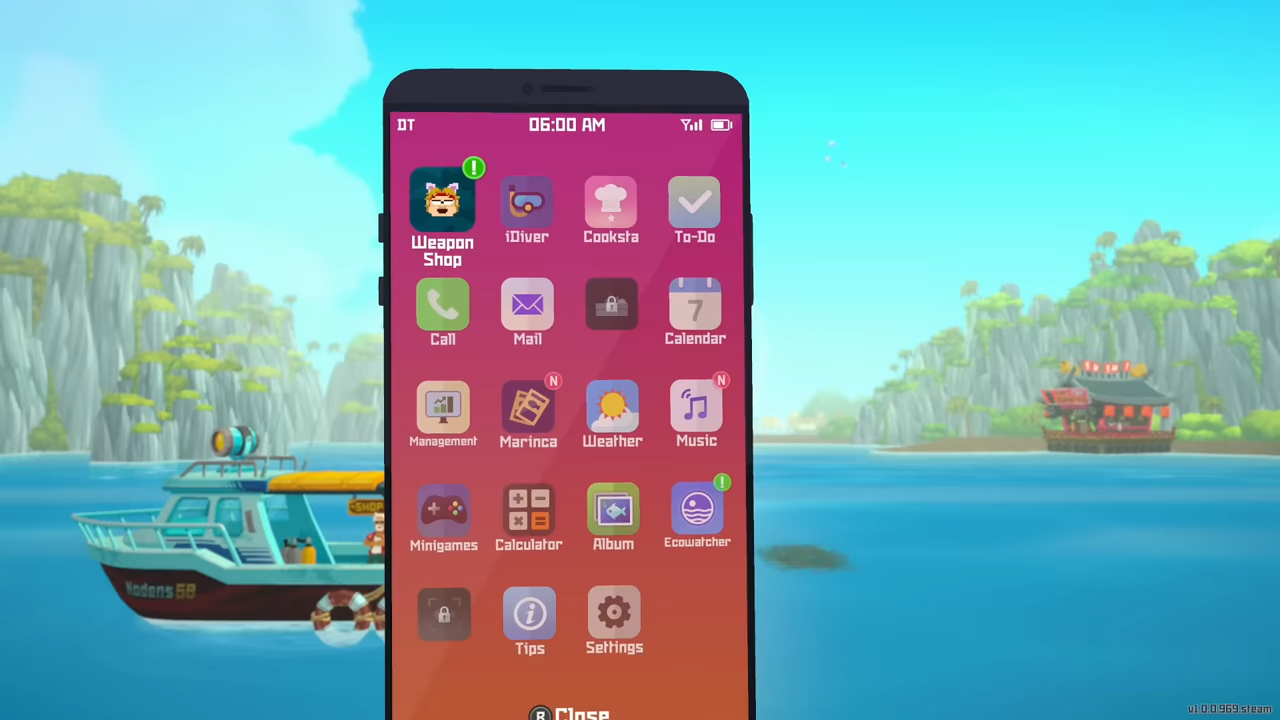 DT
06:00 AM
!
Weapon
Shop
iDiver
Cooksta
To-Do
Call
Mail
7
Calendar
Management
N
Marinca
Weather
N
Music
Minigames
Calculator
Album
!
Ecowatcher
Tips
Settings
R Close
SHOP
Nodens 58
v1.0.0.969.steam